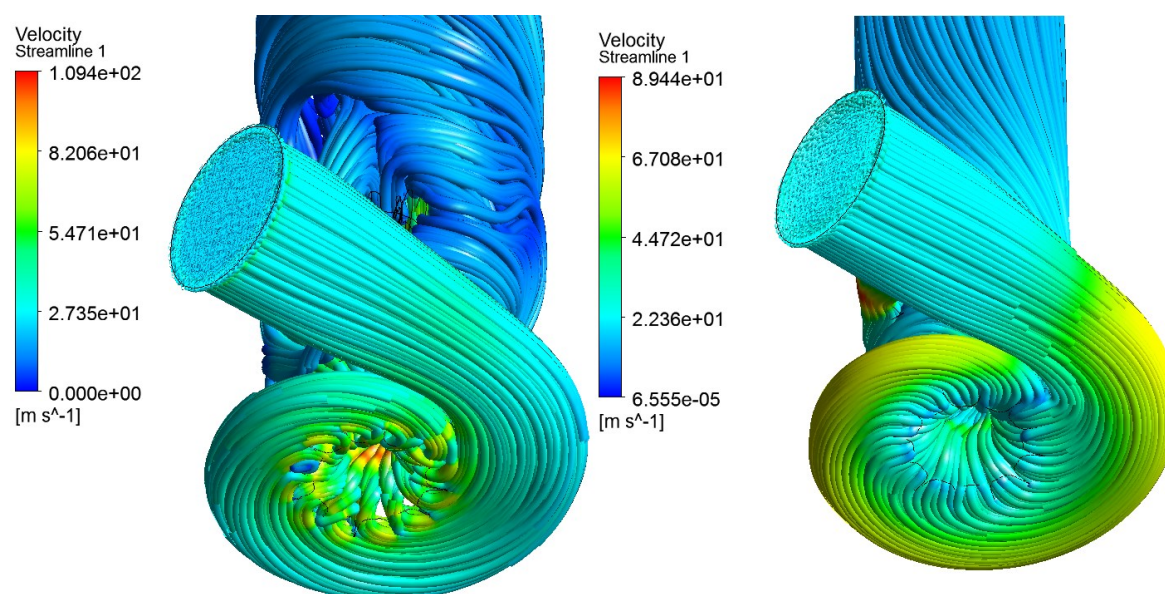 Velocity
Streamline 1
1.094e+02
8.206e+01
5.471e+01
2.735e+01
0.000e+00
[m s^-1]
Velocity
Streamline 1
8.944e+01
6.708e+01
4.472e+01
2.236e+01
6.555e-05
[m s^-1]